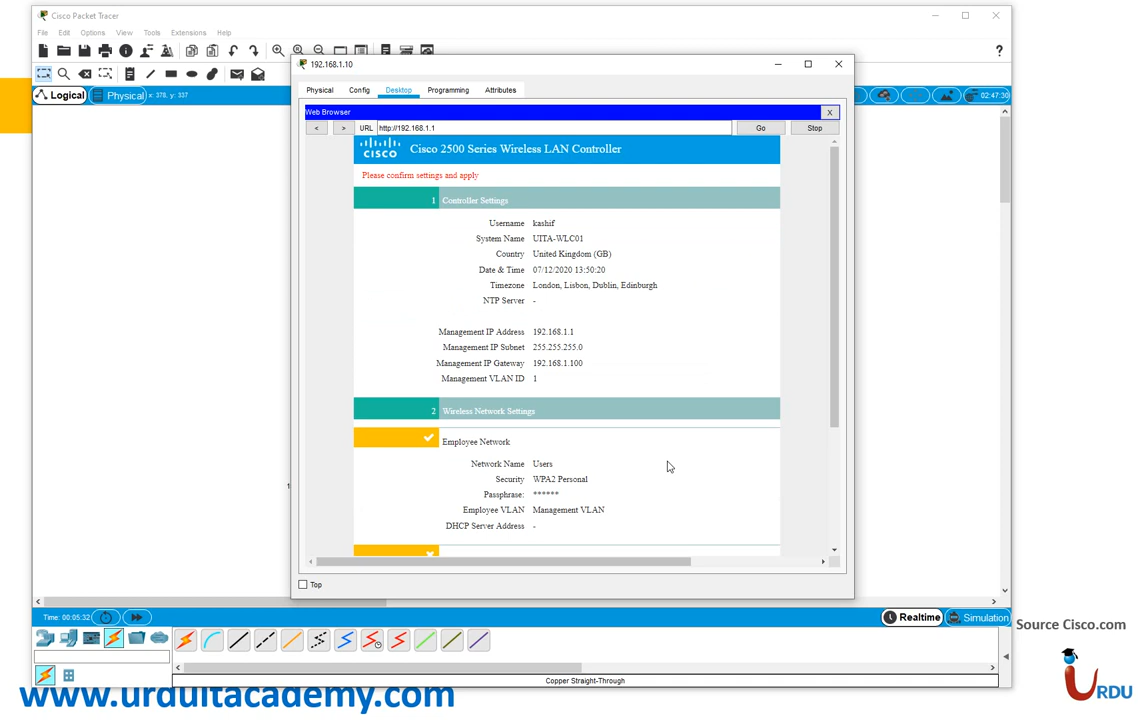 Cisco Packet Tracer
File Edit Options View Tools Extensions Help
?
192.168.1.10
Logical Physical x: 378, y: 337
02:47:30
Physical Config Desktop Programming Attributes
Web Browser X
< > URL http://192.168.1.1 Go Stop
CISCO Cisco 2500 Series Wireless LAN Controller
Please confirm settings and apply
1 Controller Settings
Username kashif
System Name UITA-WLC01
Country United Kingdom (GB)
Date & Time 07/12/2020 13:50:20
Timezone London, Lisbon, Dublin, Edinburgh
NTP Server -
Management IP Address 192.168.1.1
Management IP Subnet 255.255.255.0
Management IP Gateway 192.168.1.100
Management VLAN ID 1
2 Wireless Network Settings
Employee Network
Network Name Users
Security WPA2 Personal
Passphrase: ******
Employee VLAN Management VLAN
DHCP Server Address -
Top
Time: 00:05:32 Realtime Simulation
Source Cisco.com
Copper Straight-Through
www.urduitacademy.com
URDU